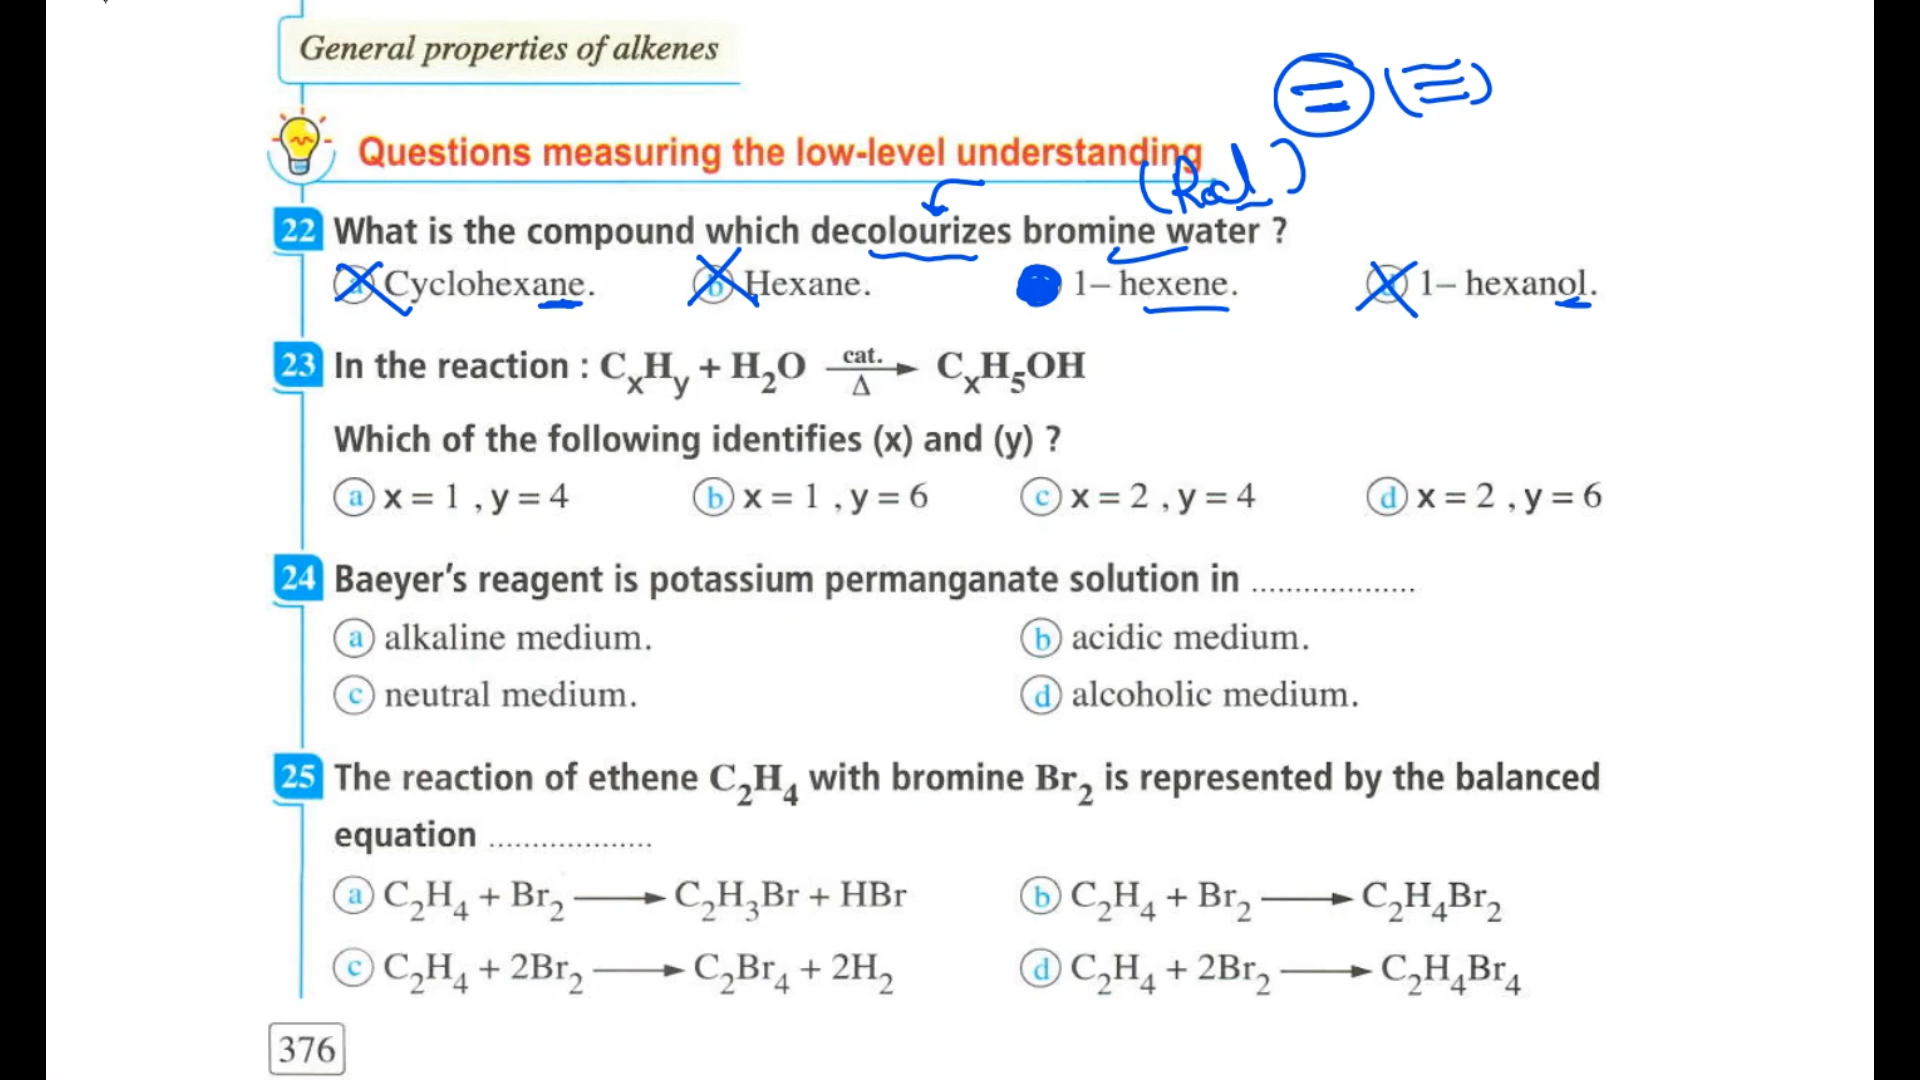 General properties of alkenes
Questions measuring the low-level understanding
= (≡)
(Red)
22 What is the compound which decolourizes bromine water ?
a Cyclohexane. b Hexane. 1– hexene. 1– hexanol.
23 In the reaction : CₓHᵧ + H₂O cat. Δ → CₓH₅OH
Which of the following identifies (x) and (y) ?
a x = 1 , y = 4 b x = 1 , y = 6 c x = 2 , y = 4 d x = 2 , y = 6
24 Baeyer’s reagent is potassium permanganate solution in ...................
a alkaline medium. b acidic medium.
c neutral medium. d alcoholic medium.
25 The reaction of ethene C₂H₄ with bromine Br₂ is represented by the balanced
equation ...................
a C₂H₄ + Br₂ → C₂H₃Br + HBr b C₂H₄ + Br₂ → C₂H₄Br₂
c C₂H₄ + 2Br₂ → C₂Br₄ + 2H₂ d C₂H₄ + 2Br₂ → C₂H₄Br₄
376